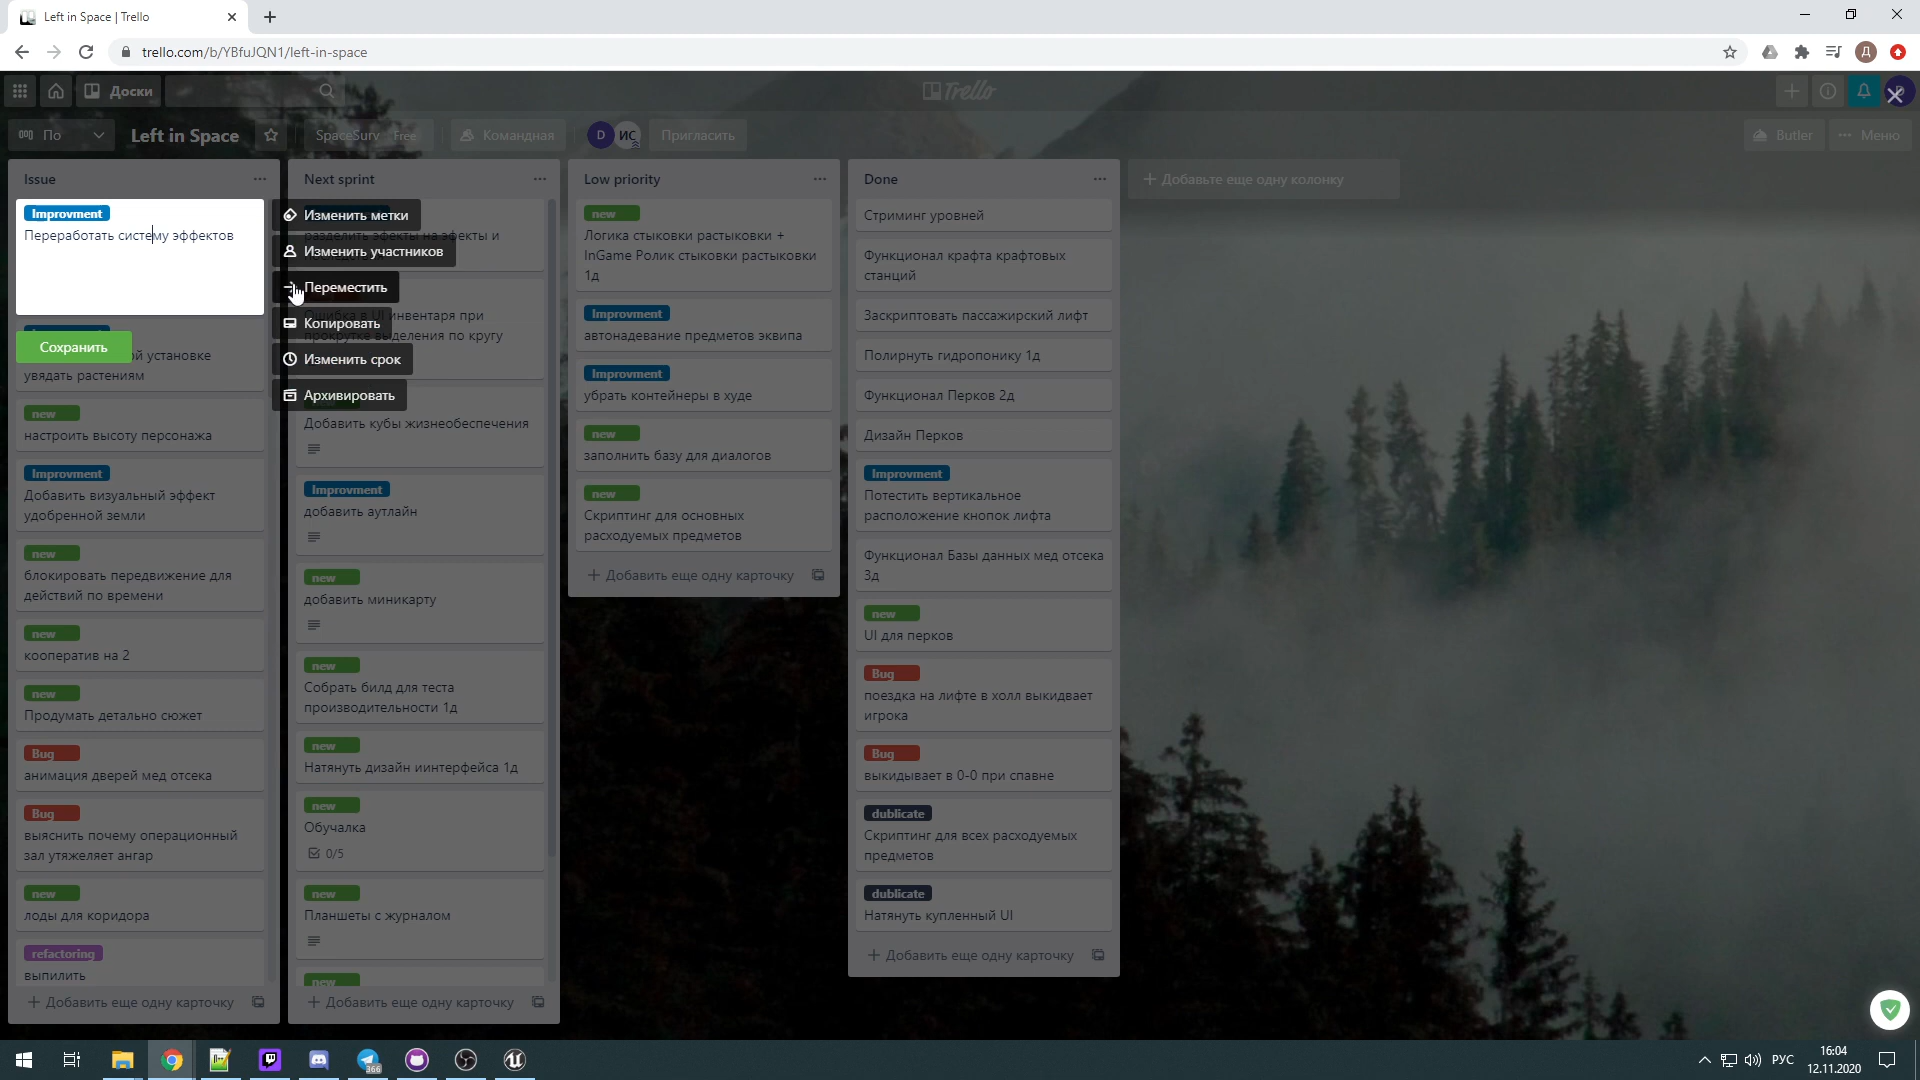 Left in Space | Trello
trello.com/b/YBfuJQN1/left-in-space
Д
Доски
Trello
По
Left in Space
SpaceSurv
Free
Командная
D
ИС
Пригласить
Butler
Меню
Issue
Improvment
Переработать систему эффектов
Сохранить
й установке
увядать растениям
new
настроить высоту персонажа
Improvment
Добавить визуальный эффект
удобренной земли
new
блокировать передвижение для
действий по времени
new
кооператив на 2
new
Продумать детально сюжет
Bug
анимация дверей мед отсека
Bug
выяснить почему операционный
зал утяжеляет ангар
new
лоды для коридора
refactoring
выпилить
+ Добавить еще одну карточку
Изменить метки
Изменить участников
Переместить
Копировать
Изменить срок
Архивировать
Next sprint
разделить эфекты на эфекты и
Ошибка в UI инвентаря при
прокрутке выделения по кругу
Добавить кубы жизнеобеспечения
Improvment
добавить аутлайн
new
добавить миникарту
new
Собрать билд для теста
производительности 1д
new
Натянуть дизайн иинтерфейса 1д
new
Обучалка
0/5
new
Планшеты с журналом
new
+ Добавить еще одну карточку
Low priority
new
Логика стыковки растыковки +
InGame Ролик стыковки растыковки
1д
Improvment
автонадевание предметов эквипа
Improvment
убрать контейнеры в худе
new
заполнить базу для диалогов
new
Скриптинг для основных
расходуемых предметов
+ Добавить еще одну карточку
Done
Стриминг уровней
Функционал крафта крафтовых
станций
Заскриптовать пассажирский лифт
Полирнуть гидропонику 1д
Функционал Перков 2д
Дизайн Перков
Improvment
Потестить вертикальное
расположение кнопок лифта
Функционал Базы данных мед отсека
3д
new
UI для перков
Bug
поездка на лифте в холл выкидвает
игрока
Bug
выкидывает в 0-0 при спавне
dublicate
Скриптинг для всех расходуемых
предметов
dublicate
Натянуть купленный UI
+ Добавить еще одну карточку
+ Добавьте еще одну колонку
366
РУС
16:04
12.11.2020